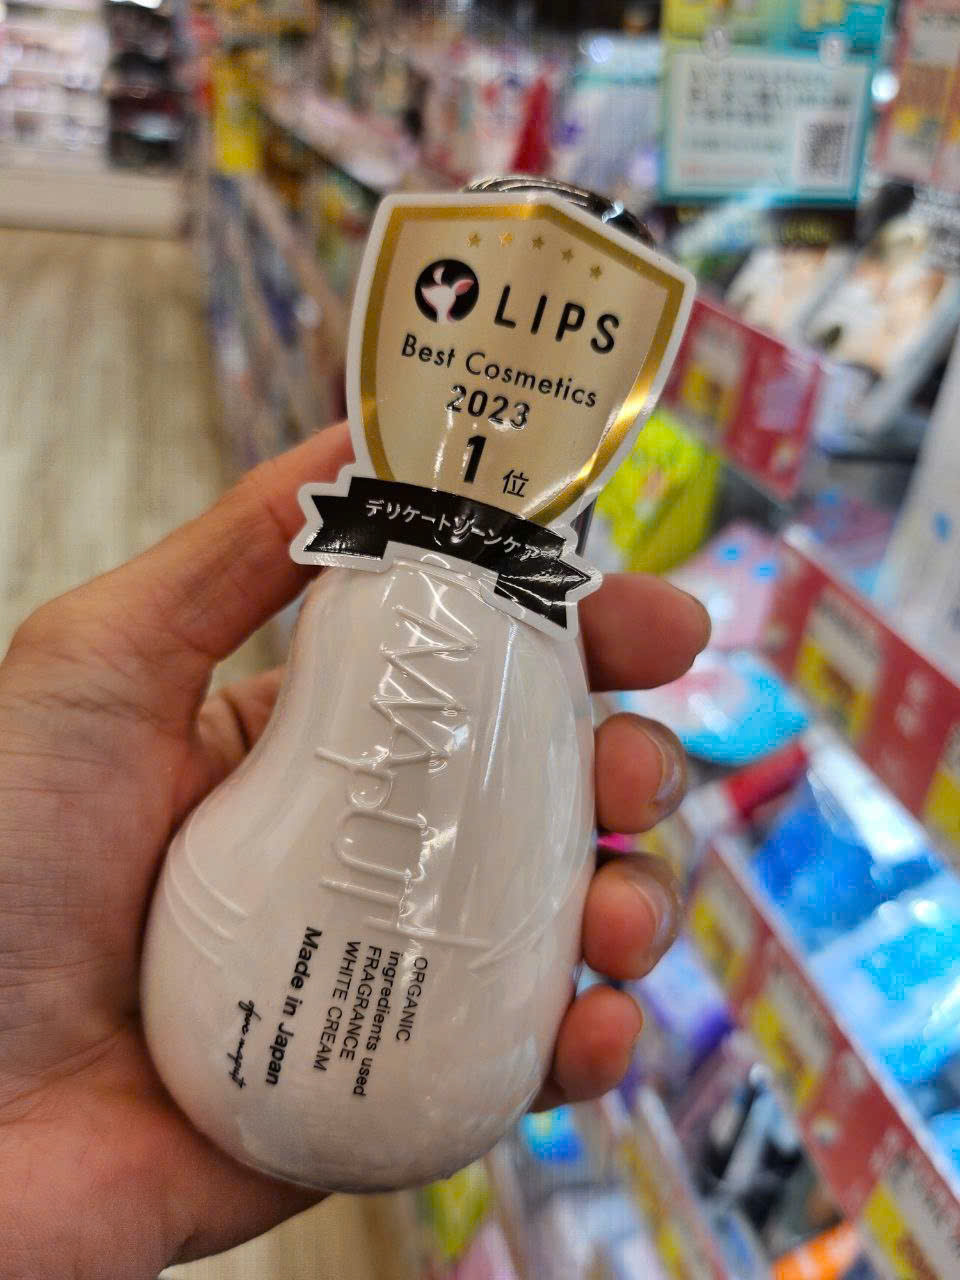 LIPS
Best Cosmetics
2023
1位
デリケートゾーンケア
ORGANIC
ingredients used
FRAGRANCE
WHITE CREAM
Made in Japan